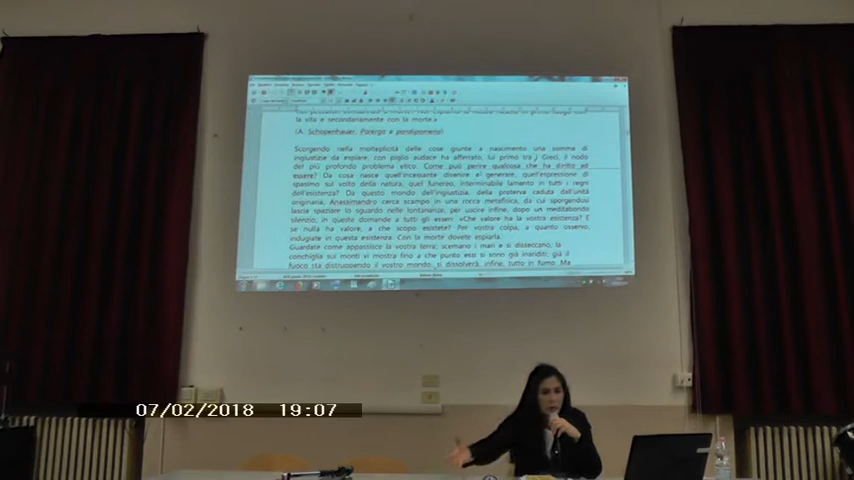 la vita e secondariamente con la morte.»
(A. Schopenhauer, Parerga e paralipomena)
Scorgendo nella molteplicità delle cose giunte a nascimento una somma di
ingiustizie da espiare, con piglio audace ha afferrato, lui primo tra i Greci, il nodo
del più profondo problema etico. Come può perire qualcosa che ha diritto ad
essere? Da cosa nasce quell'incessante divenire e generare, quell'espressione di
spasimo sul volto della natura, quel funereo, interminabile lamento in tutti i regni
dell'esistenza? Da questo mondo dell'ingiustizia, della proterva caduta dall'unità
originaria, Anassimandro cerca scampo in una rocca metafisica, da cui sporgendosi
lascia spaziare lo sguardo nelle lontananze, per uscire infine, dopo un meditabondo
silenzio, in queste domande a tutti gli esseri: «Che valore ha la vostra esistenza? E
se nulla ha valore, a che scopo esistete? Per vostra colpa, a quanto osservo,
indugiate in questa esistenza. Con la morte dovete espiarla.
Guardate come appassisce la vostra terra; scemano i mari e si disseccano, la
conchiglia sui monti vi mostra fino a che punto essi si sono già inariditi; già il
fuoco sta distruggendo il vostro mondo, si dissolverà, infine, tutto in fumo. Ma
07/02/2018 19:07